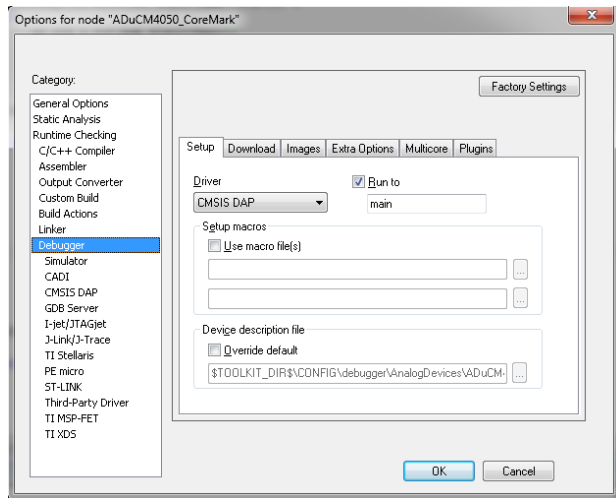 Options for node "ADuCM4050_CoreMark"
Category:
Factory Settings
General Options
Static Analysis
Runtime Checking
C/C++ Compiler
Assembler
Output Converter
Custom Build
Build Actions
Linker
Debugger
Simulator
CADI
CMSIS DAP
GDB Server
I-jet/JTAGjet
J-Link/J-Trace
TI Stellaris
PE micro
ST-LINK
Third-Party Driver
TI MSP-FET
TI XDS
Setup Download Images Extra Options Multicore Plugins
Driver Run to
CMSIS DAP main
Setup macros
Use macro file(s)
...
...
Device description file
Override default
$TOOLKIT_DIR$\CONFIG\debugger\AnalogDevices\ADuCM ...
OK Cancel